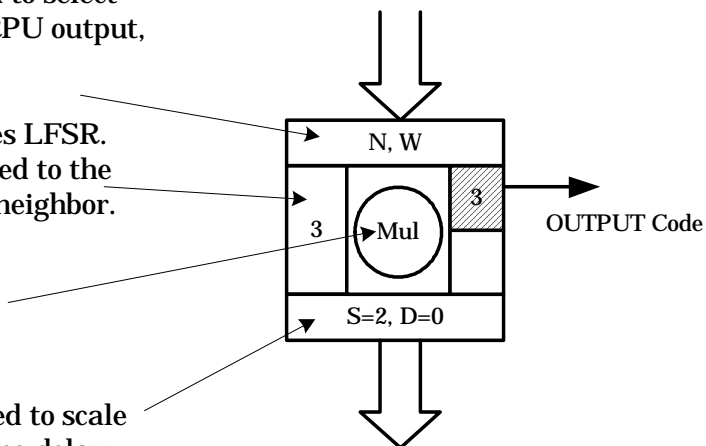 to select
RPU output,
es LFSR.
ed to the
neighbor.
ed to scale
N, W
3
Mul
3
OUTPUT Code
S=2, D=0